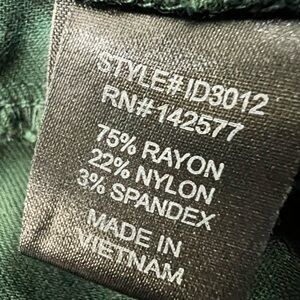 STYLE# ID3012
RN# 142577
75% RAYON
22% NYLON
3% SPANDEX
MADE IN
VIETNAM